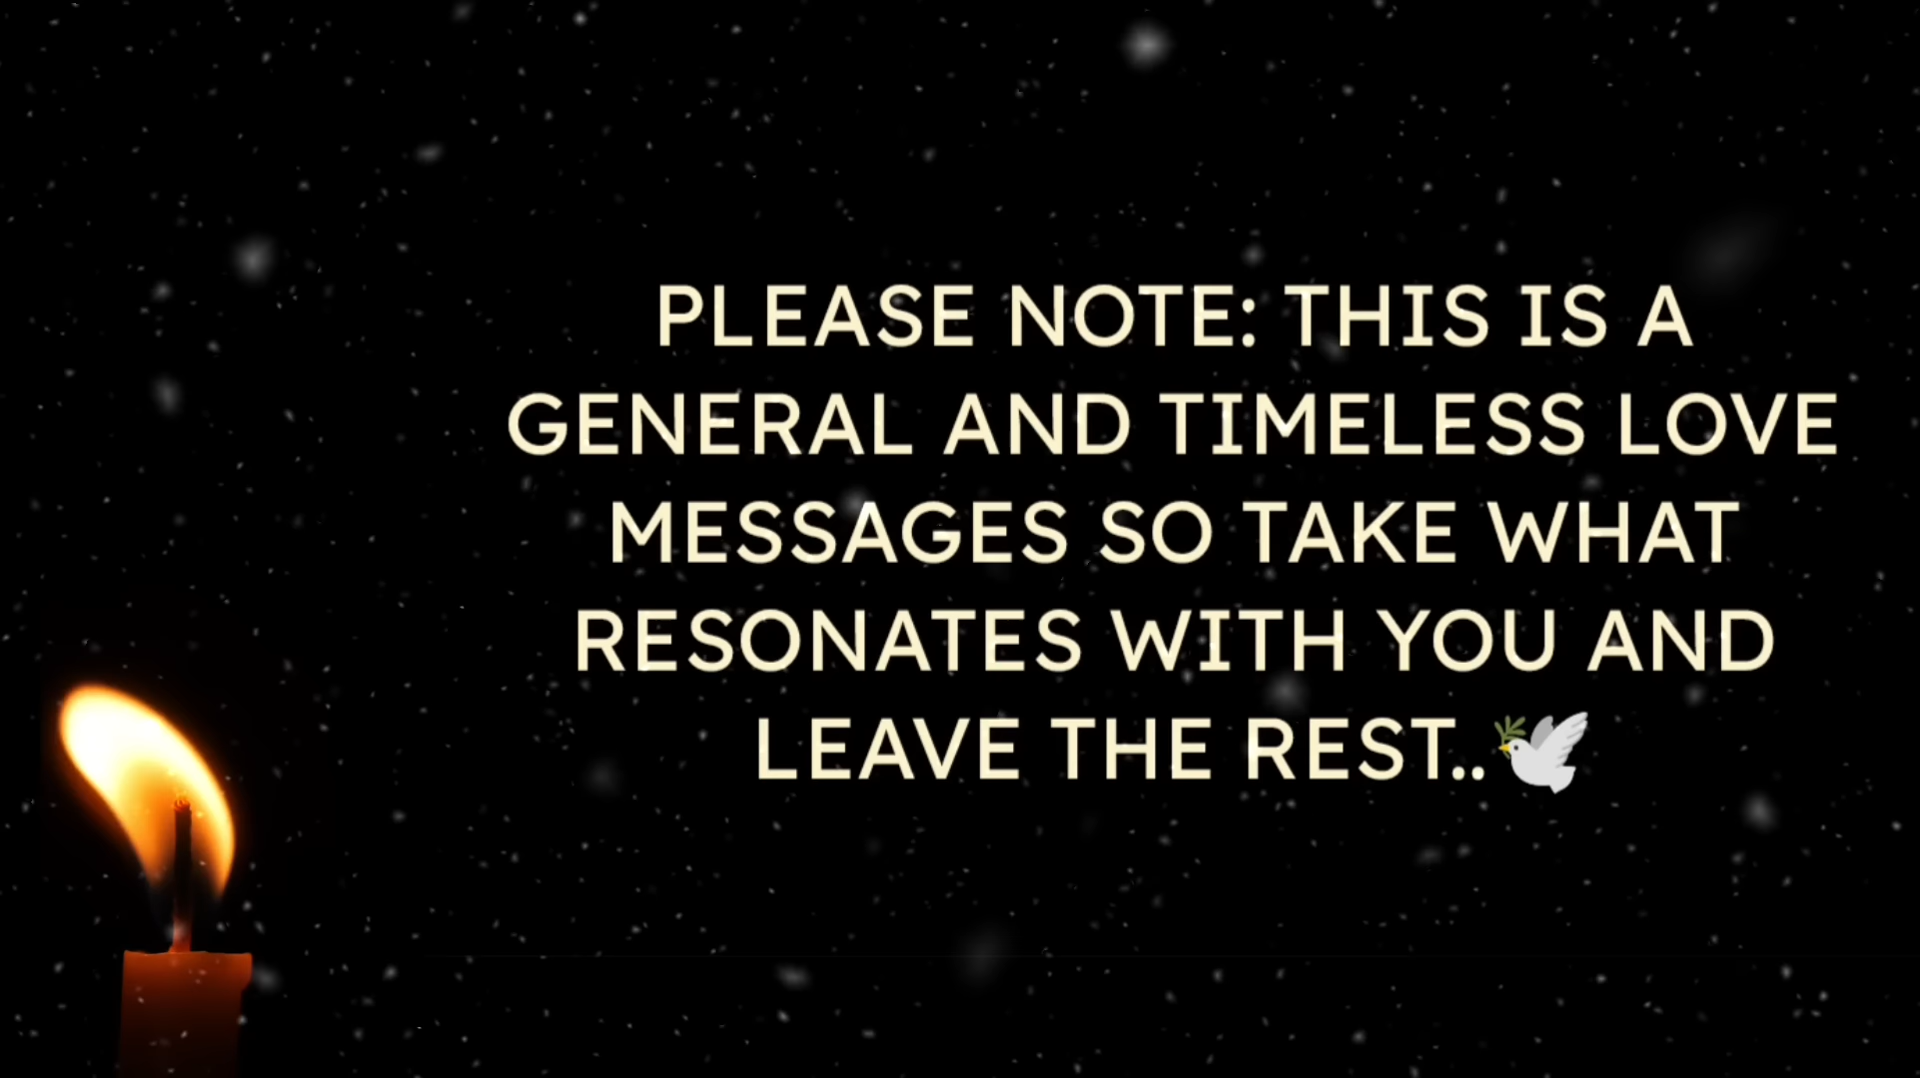 PLEASE NOTE: THIS IS A
GENERAL AND TIMELESS LOVE
MESSAGES SO TAKE WHAT
RESONATES WITH YOU AND
LEAVE THE REST..🕊️